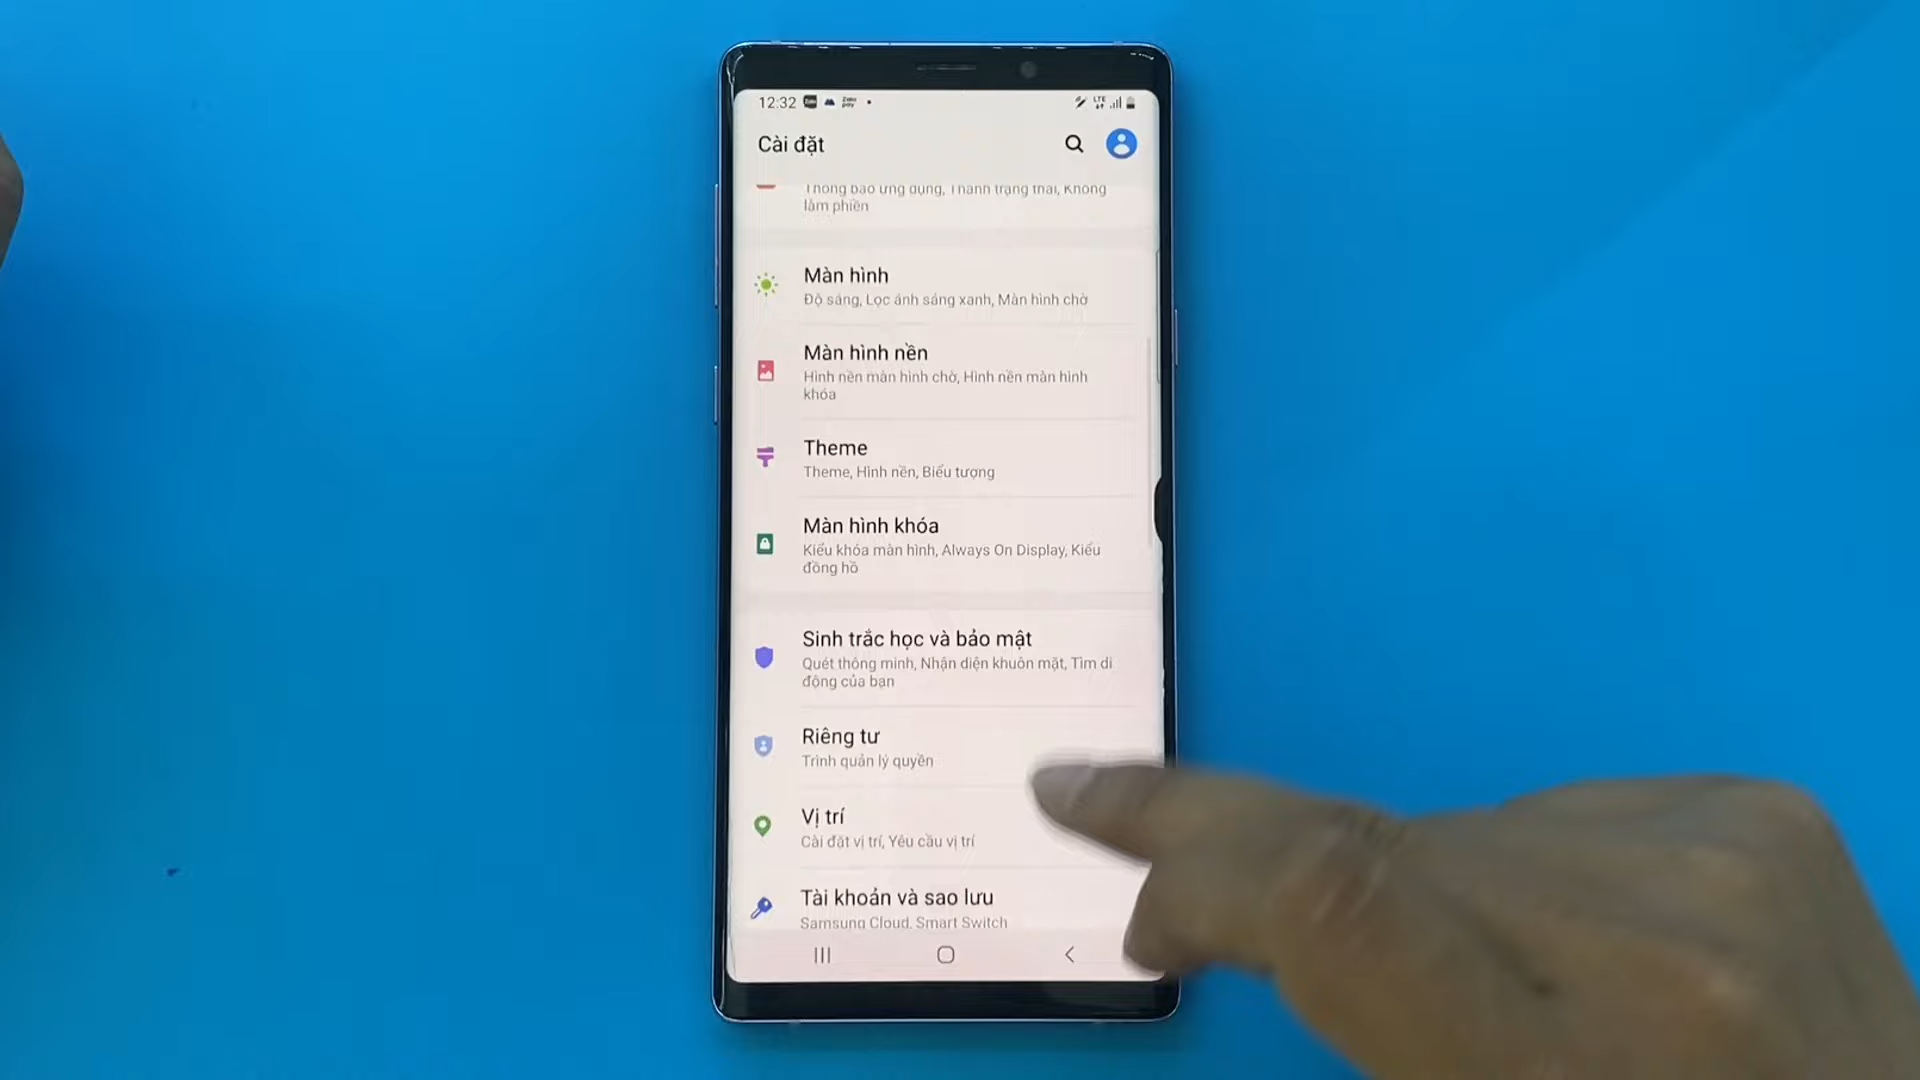 12:32
LTE
Cài đặt
Thông báo ứng dụng, Thanh trạng thái, Không
làm phiền
Màn hình
Độ sáng, Lọc ánh sáng xanh, Màn hình chờ
Màn hình nền
Hình nền màn hình chờ, Hình nền màn hình
khóa
Theme
Theme, Hình nền, Biểu tượng
Màn hình khóa
Kiểu khóa màn hình, Always On Display, Kiểu
đồng hồ
Sinh trắc học và bảo mật
Quét thông minh, Nhận diện khuôn mặt, Tìm di
động của bạn
Riêng tư
Trình quản lý quyền
Vị trí
Cài đặt vị trí, Yêu cầu vị trí
Tài khoản và sao lưu
Samsung Cloud, Smart Switch